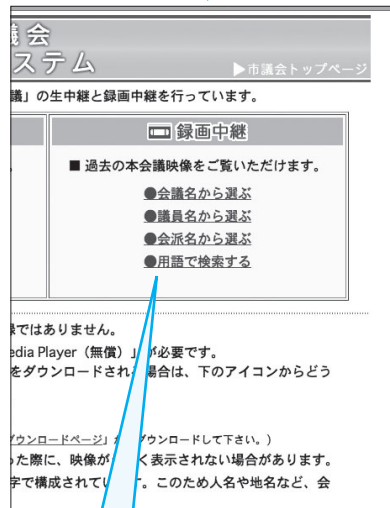 議会
ステム
▶市議会トップページ
議」の生中継と録画中継を行っています。
録画中継
■ 過去の本会議映像をご覧いただけます。
●会議名から選ぶ
●議員名から選ぶ
●会派名から選ぶ
●用語で検索する
ではありません。
edia Player（無償）」が必要です。
をダウンロードされる場合は、下のアイコンからどう
ダウンロードページ」か ダウンロードして下さい。）
った際に、映像が く表示されない場合があります。
字で構成されてい す。このため人名や地名など、会